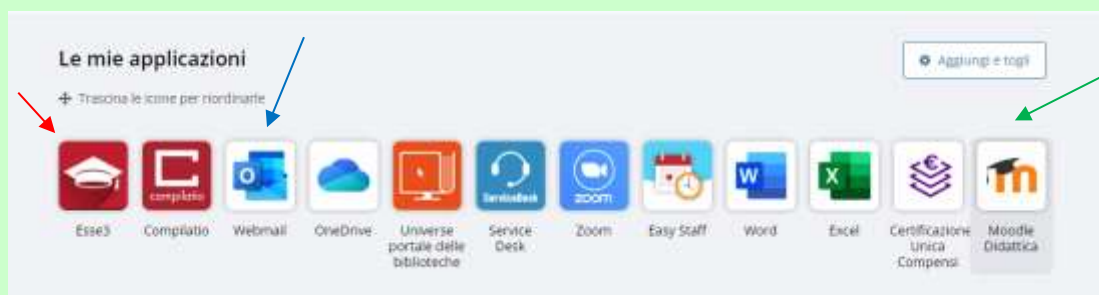 Le mie applicazioni
Aggiungi e togli
Trascina le icone per riordinarle
compilatio
ServiceDesk
zoom
W
X
€
Esse3
Compilatio
Webmail
OneDrive
Universe
portale delle
biblioteche
Service
Desk
Zoom
Easy Staff
Word
Excel
Certificazione
Unica
Compensi
Moodle
Didattica